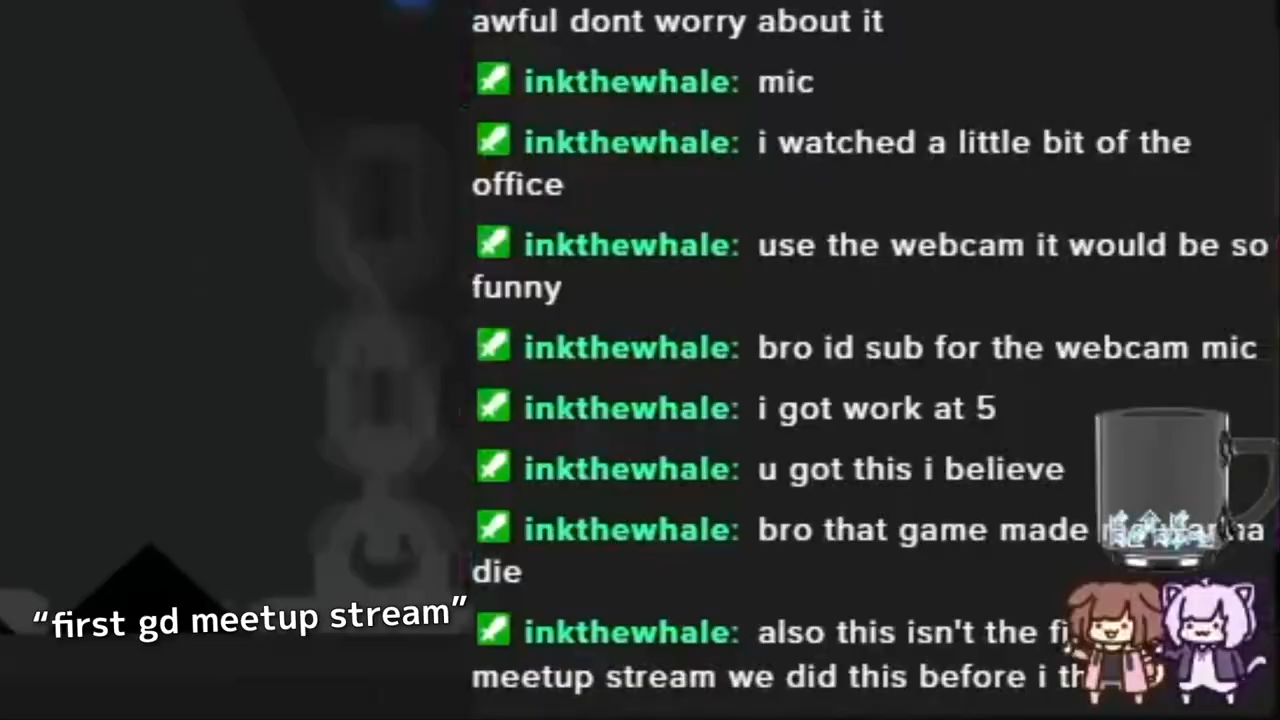 awful dont worry about it
inkthewhale: mic
inkthewhale: i watched a little bit of the
office
inkthewhale: use the webcam it would be so
funny
inkthewhale: bro id sub for the webcam mic
inkthewhale: i got work at 5
inkthewhale: u got this i believe
inkthewhale: bro that game made
die
inkthewhale: also this isn't the
meetup stream we did this before i
“first gd meetup stream”